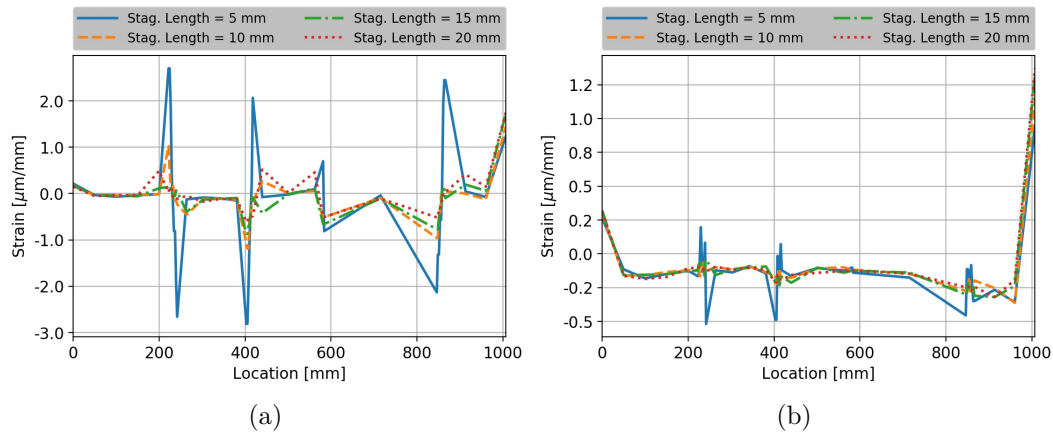 Stag. Length = 5 mm
Stag. Length = 10 mm
Stag. Length = 15 mm
Stag. Length = 20 mm
Strain [μm/mm]
2.0
1.0
0.0
-1.0
-2.0
-3.0
0 200 400 600 800 1000
Location [mm]
(a)
Stag. Length = 5 mm
Stag. Length = 10 mm
Stag. Length = 15 mm
Stag. Length = 20 mm
Strain [μm/mm]
1.2
1.0
0.8
0.5
0.2
0.0
-0.2
-0.5
0 200 400 600 800 1000
Location [mm]
(b)